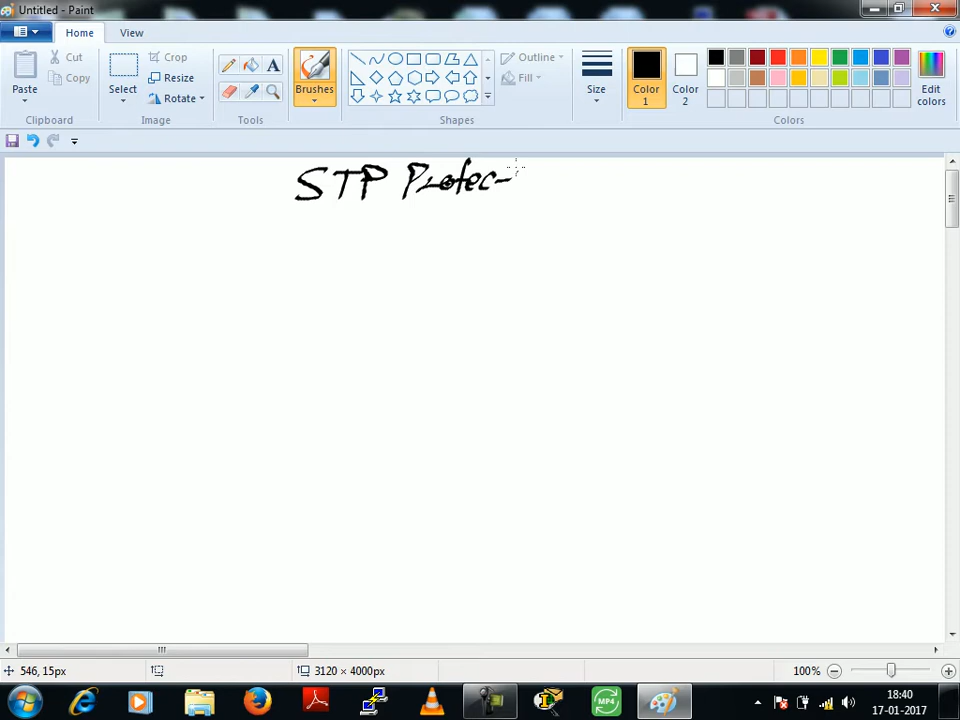 Untitled - Paint
Home
View
Paste
Cut
Copy
Clipboard
Select
Crop
Resize
Rotate
Image
Tools
Brushes
Shapes
Outline
Fill
Size
Color 1
Color 2
Colors
Edit colors
STP Protec-
546, 15px
3120 × 4000px
100%
MP4
18:40
17-01-2017